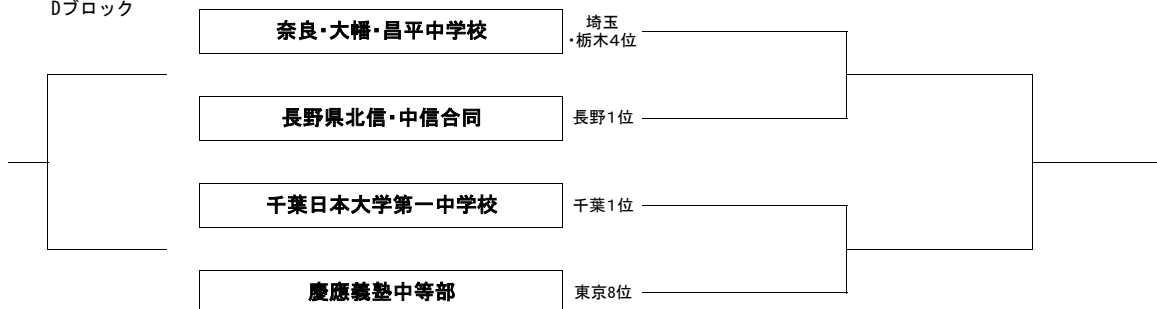 Dブロック
奈良・大幡・昌平中学校
埼玉
・栃木4位
長野県北信・中信合同
長野1位
千葉日本大学第一中学校
千葉1位
慶應義塾中等部
東京8位